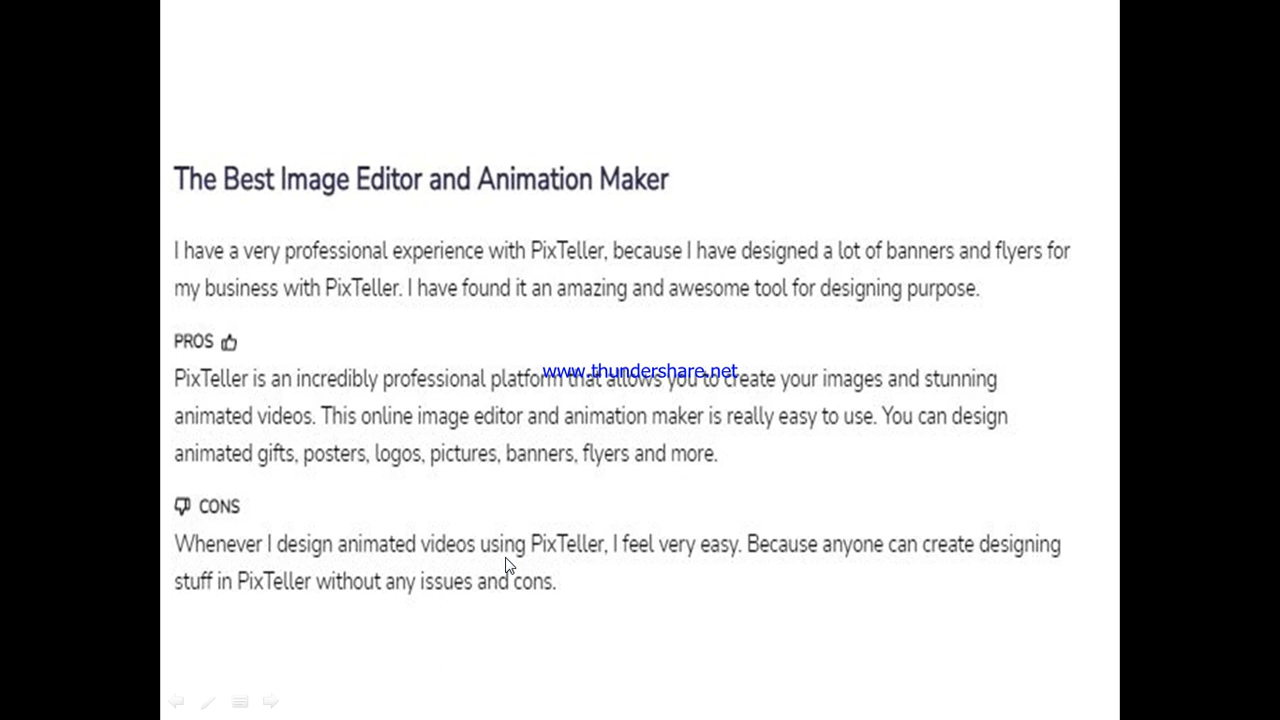 The Best Image Editor and Animation Maker
I have a very professional experience with PixTeller, because I have designed a lot of banners and flyers for
my business with PixTeller. I have found it an amazing and awesome tool for designing purpose.
PROS
www.thundershare.net
PixTeller is an incredibly professional platform that allows you to create your images and stunning
animated videos. This online image editor and animation maker is really easy to use. You can design
animated gifts, posters, logos, pictures, banners, flyers and more.
CONS
Whenever I design animated videos using PixTeller, I feel very easy. Because anyone can create designing
stuff in PixTeller without any issues and cons.